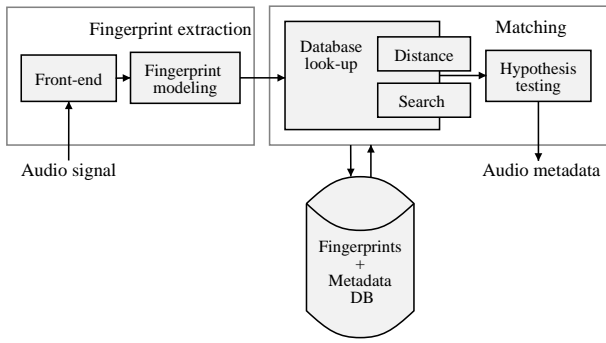 Fingerprint extraction
Front-end
Fingerprint
modeling
Audio signal
Matching
Database
look-up
Distance
Search
Hypothesis
testing
Audio metadata
Fingerprints
+
Metadata
DB